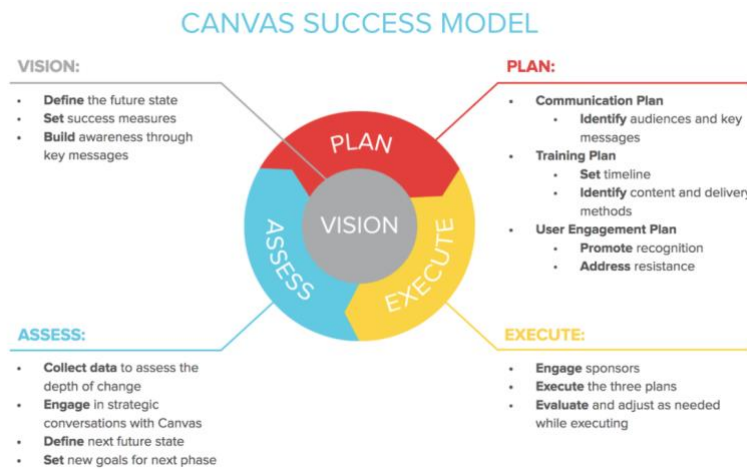 CANVAS SUCCESS MODEL
VISION:
• Define the future state
• Set success measures
• Build awareness through
key messages
PLAN:
• Communication Plan
• Identify audiences and key
messages
• Training Plan
• Set timeline
• Identify content and delivery
methods
• User Engagement Plan
• Promote recognition
• Address resistance
PLAN
VISION
ASSESS
EXECUTE
ASSESS:
• Collect data to assess the
depth of change
• Engage in strategic
conversations with Canvas
• Define next future state
• Set new goals for next phase
EXECUTE:
• Engage sponsors
• Execute the three plans
• Evaluate and adjust as needed
while executing